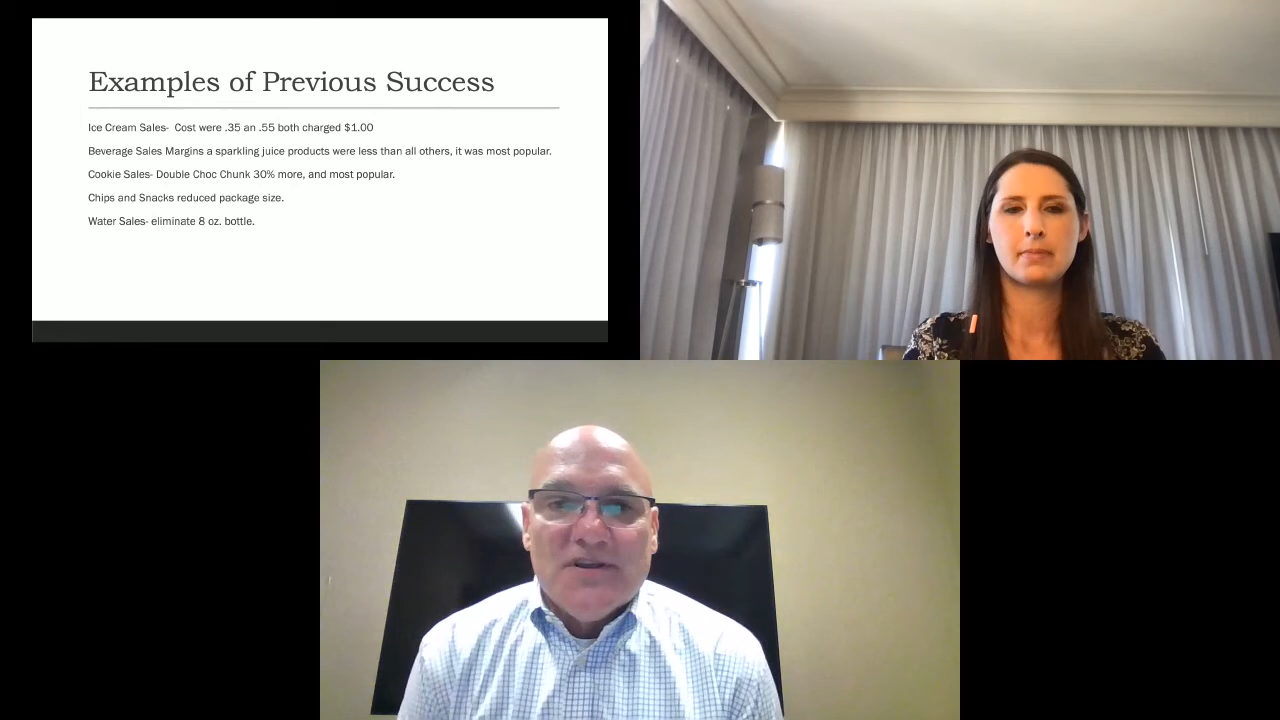 Examples of Previous Success
Ice Cream Sales- Cost were .35 an .55 both charged $1.00
Beverage Sales Margins a sparkling juice products were less than all others, it was most popular.
Cookie Sales- Double Choc Chunk 30% more, and most popular.
Chips and Snacks reduced package size.
Water Sales- eliminate 8 oz. bottle.